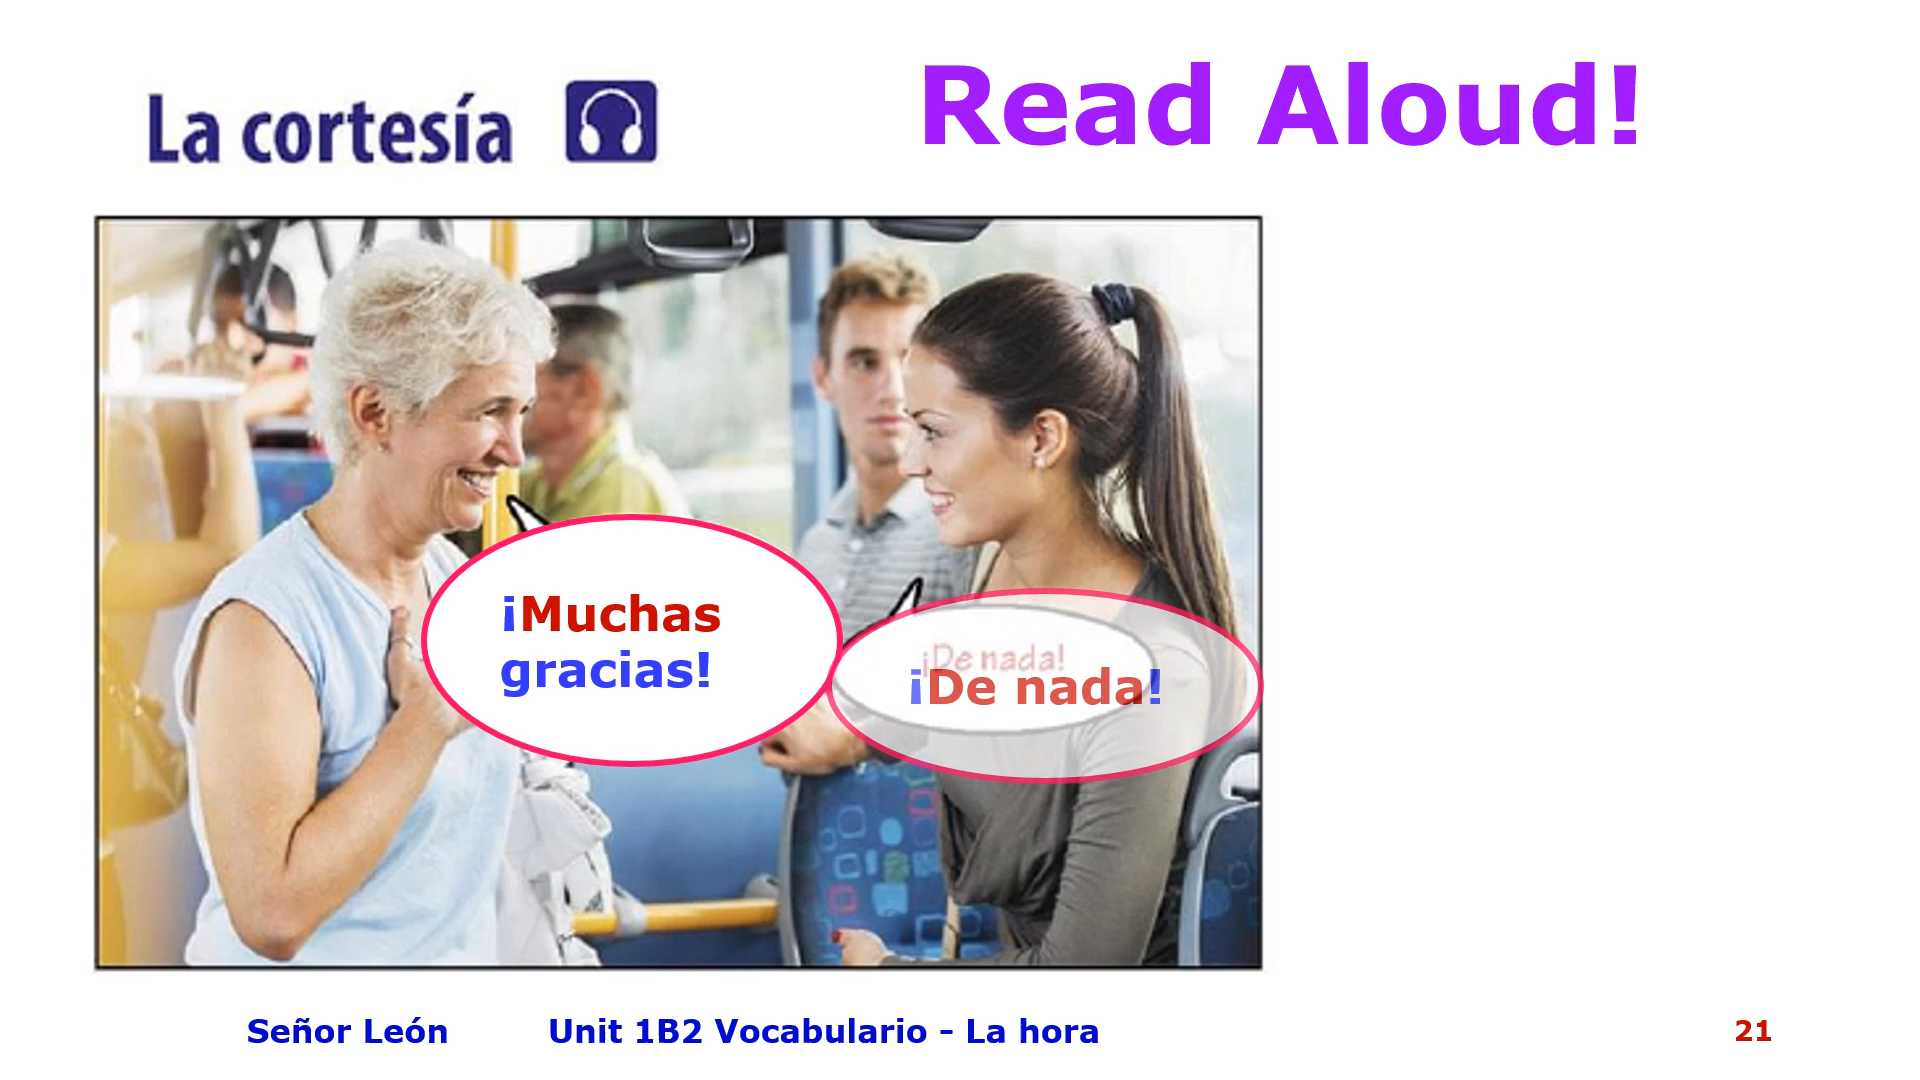 La cortesía
Read Aloud!
¡Muchas
gracias!
¡De nada!
¡De nada!
Señor León
Unit 1B2 Vocabulario - La hora
21